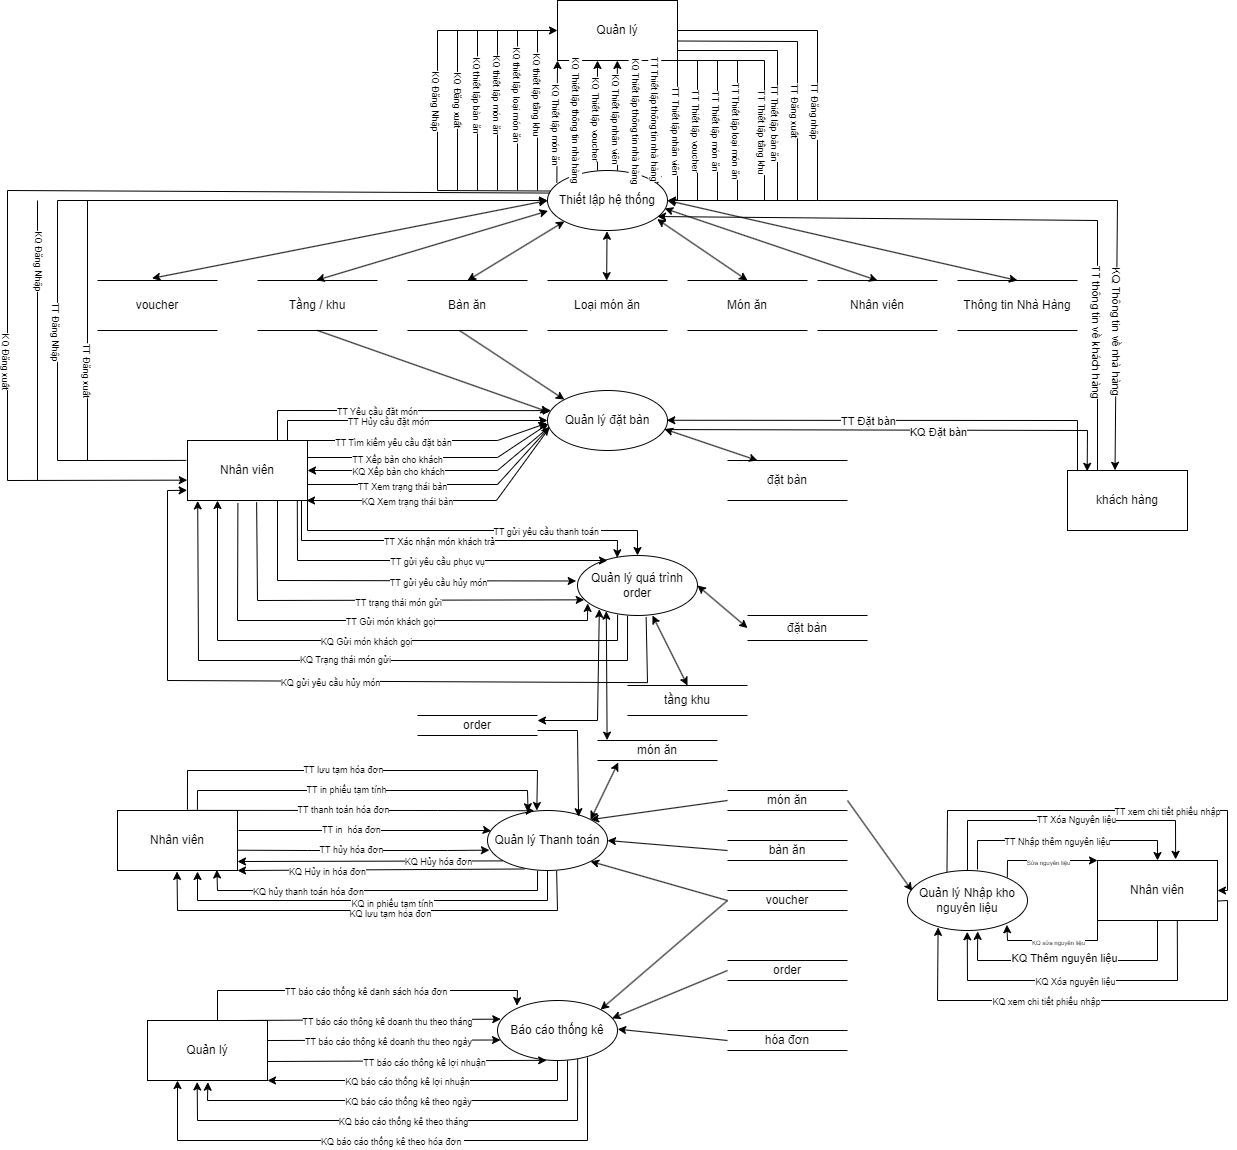 Quản lý
KQ Đăng Nhập
KQ Đăng xuất
KQ thiết lập bàn ăn
KQ thiết lập món ăn
KQ thiết lập loại món ăn
KQ thiết lập tầng khu
KQ Thiết lập món ăn
KQ Thiết lập thông tin nhà hàng
KQ Thiết lập voucher
KQ Thiết lập nhân viên
KQ Thiết lập thông tin nhà hàng
TT Thiết lập thông tin nhà hàng
TT Thiết lập nhân viên
TT Thiết lập voucher
TT Thiết lập món ăn
TT Thiết lập loại món ăn
TT Thiết lập tầng khu
TT Thiết lập bàn ăn
TT Đăng xuất
TT Đăng nhập
Thiết lập hệ thống
KQ Đăng xuất
KQ Đăng Nhập
TT Đăng Nhập
TT Đăng xuất
TT thông tin về khách hàng
KQ Thông tin về nhà hàng
voucher
Tầng / khu
Bàn ăn
Loại món ăn
Món ăn
Nhân viên
Thông tin Nhà Hàng
Quản lý đặt bàn
TT Yêu cầu đặt món
TT Hủy cầu đặt món
TT Tìm kiếm yêu cầu đặt bàn
TT Xếp bàn cho khách
KQ Xếp bàn cho khách
TT Xem trạng thái bàn
KQ Xem trạng thái bàn
Nhân viên
TT Đặt bàn
KQ Đặt bàn
đặt bàn
khách hàng
TT gửi yêu cầu thanh toán
TT Xác nhận món khách trả
TT gửi yêu cầu phục vụ
TT gửi yêu cầu hủy món
TT trạng thái món gửi
TT Gửi món khách gọi
KQ Gửi món khách gọi
KQ Trạng thái món gửi
KQ gửi yêu cầu hủy món
Quản lý quá trình
order
đặt bàn
tầng khu
order
món ăn
TT lưu tạm hóa đơn
TT in phiếu tạm tính
TT thanh toán hóa đơn
TT in  hóa đơn
TT hủy hóa đơn
KQ Hủy hóa đơn
KQ Hủy in hóa đơn
KQ hủy thanh toán hóa đơn
KQ in phiếu tạm tính
KQ lưu tạm hóa đơn
Nhân viên
Quản lý Thanh toán
món ăn
bàn ăn
voucher
order
hóa đơn
TT xem chi tiết phiếu nhập
TT Xóa Nguyên liệu
TT Nhập thêm nguyên liệu
Sửa nguyên liệu
Quản lý Nhập kho
nguyên liệu
Nhân viên
KQ sửa nguyên liệu
KQ Thêm nguyên liệu
KQ Xóa nguyên liệu
KQ xem chi tiết phiếu nhập
TT báo cáo thống kê danh sách hóa đơn
TT báo cáo thống kê doanh thu theo tháng
TT báo cáo thống kê doanh thu theo ngày
TT báo cáo thống kê lợi nhuận
KQ báo cáo thống kê lợi nhuận
KQ báo cáo thống kê theo ngày
KQ báo cáo thống kê theo tháng
KQ báo cáo thống kê theo hóa đơn
Quản lý
Báo cáo thống kê